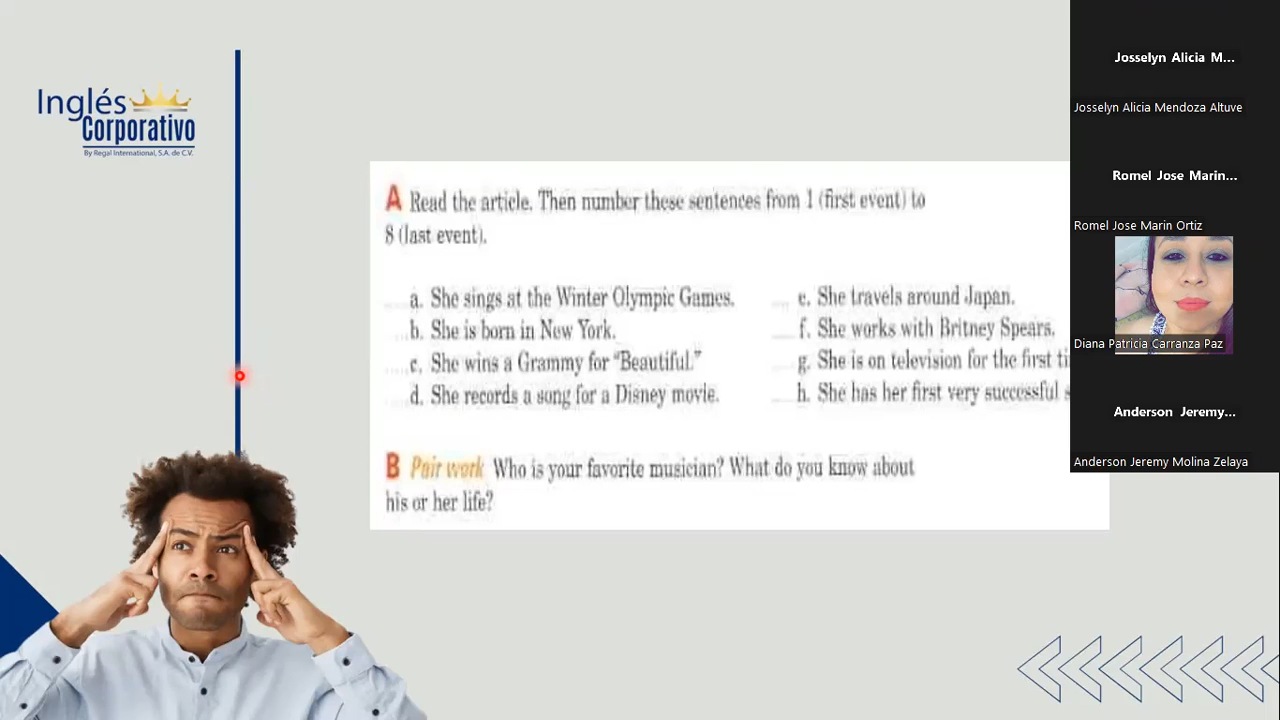 Inglés
Corporativo
By Regal International, S.A. de C.V.
A Read the article. Then number these sentences from 1 (first event) to
8 (last event).
a. She sings at the Winter Olympic Games.
b. She is born in New York.
c. She wins a Grammy for "Beautiful."
d. She records a song for a Disney movie.
e. She travels around Japan.
f. She works with Britney Spears.
g. She is on television for the first
h. She has her first very successful
B Pair work Who is your favorite musician? What do you know about
his or her life?
Josselyn Alicia M...
Josselyn Alicia Mendoza Altuve
Romel Jose Marin...
Romel Jose Marin Ortiz
Diana Patricia Carranza Paz
Anderson Jeremy...
Anderson Jeremy Molina Zelaya